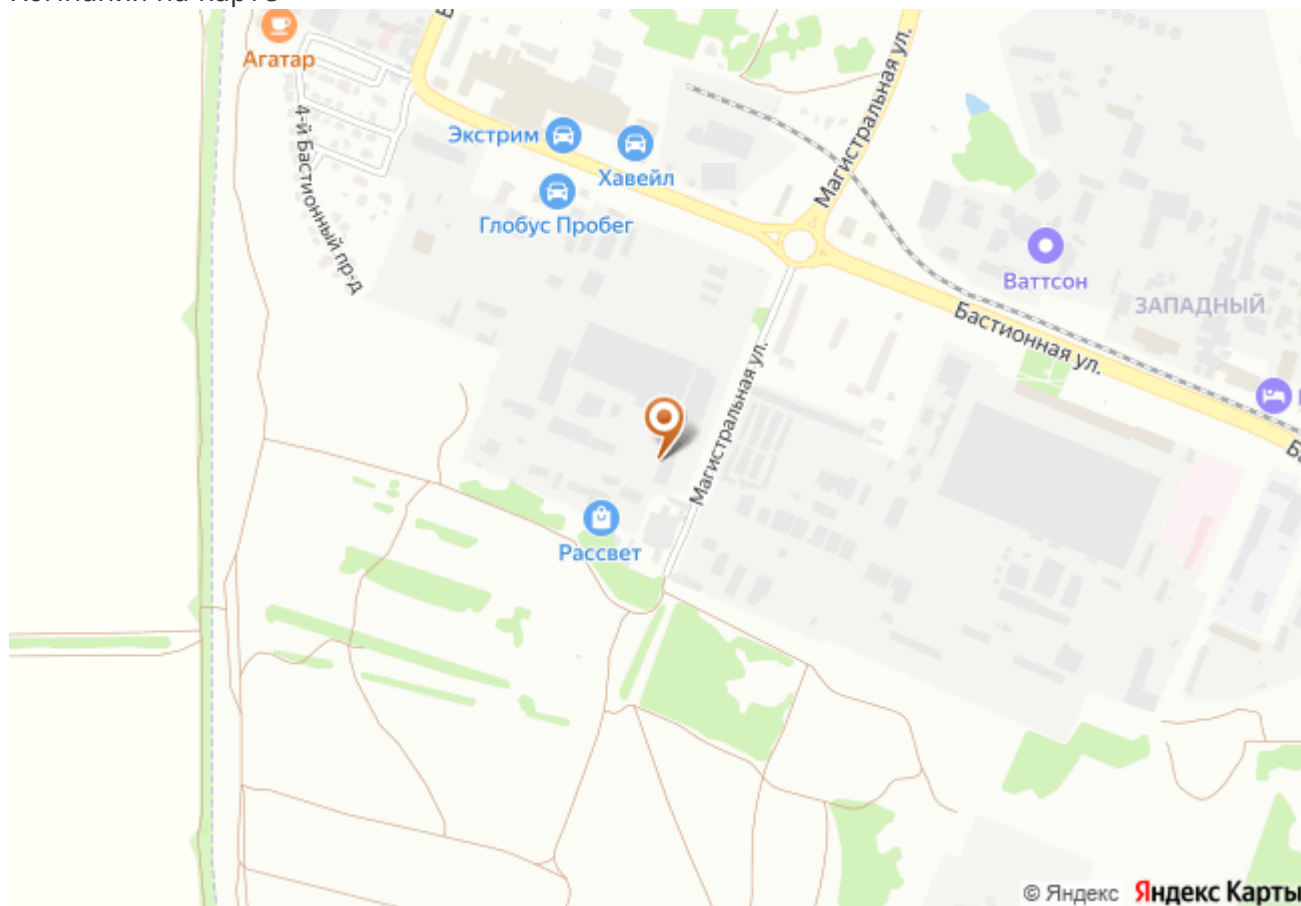 Агатар
4-й Бастионный пр-д
Экстрим
Хавейл
Глобус Пробег
Магистральная ул.
Ваттсон
ЗАПАДНЫЙ
Бастионная ул.
Магистральная ул.
Рассвет
© Яндекс Яндекс Карты